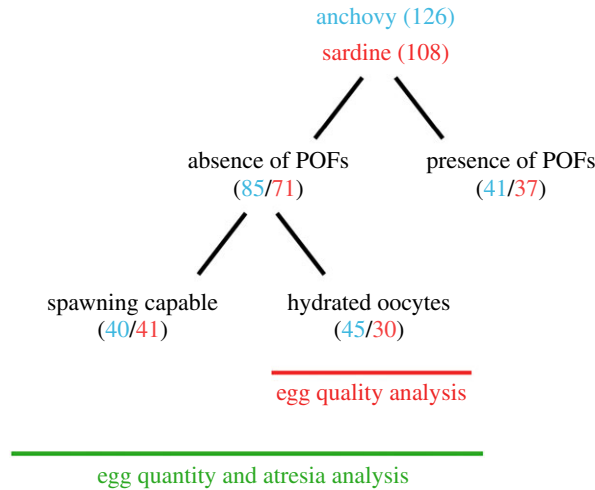 anchovy (126)
sardine (108)
absence of POFs
(85/71)
presence of POFs
(41/37)
spawning capable
(40/41)
hydrated oocytes
(45/30)
egg quality analysis
egg quantity and atresia analysis